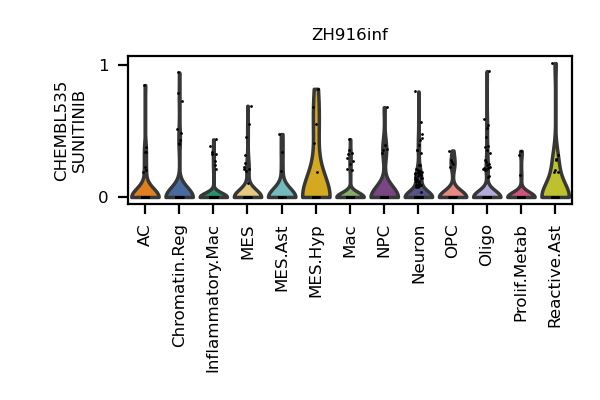 ZH916inf
CHEMBL535
SUNITINIB
1
0
AC
Chromatin.Reg
Inflammatory.Mac
MES
MES.Ast
MES.Hyp
Mac
NPC
Neuron
OPC
Oligo
Prolif.Metab
Reactive.Ast